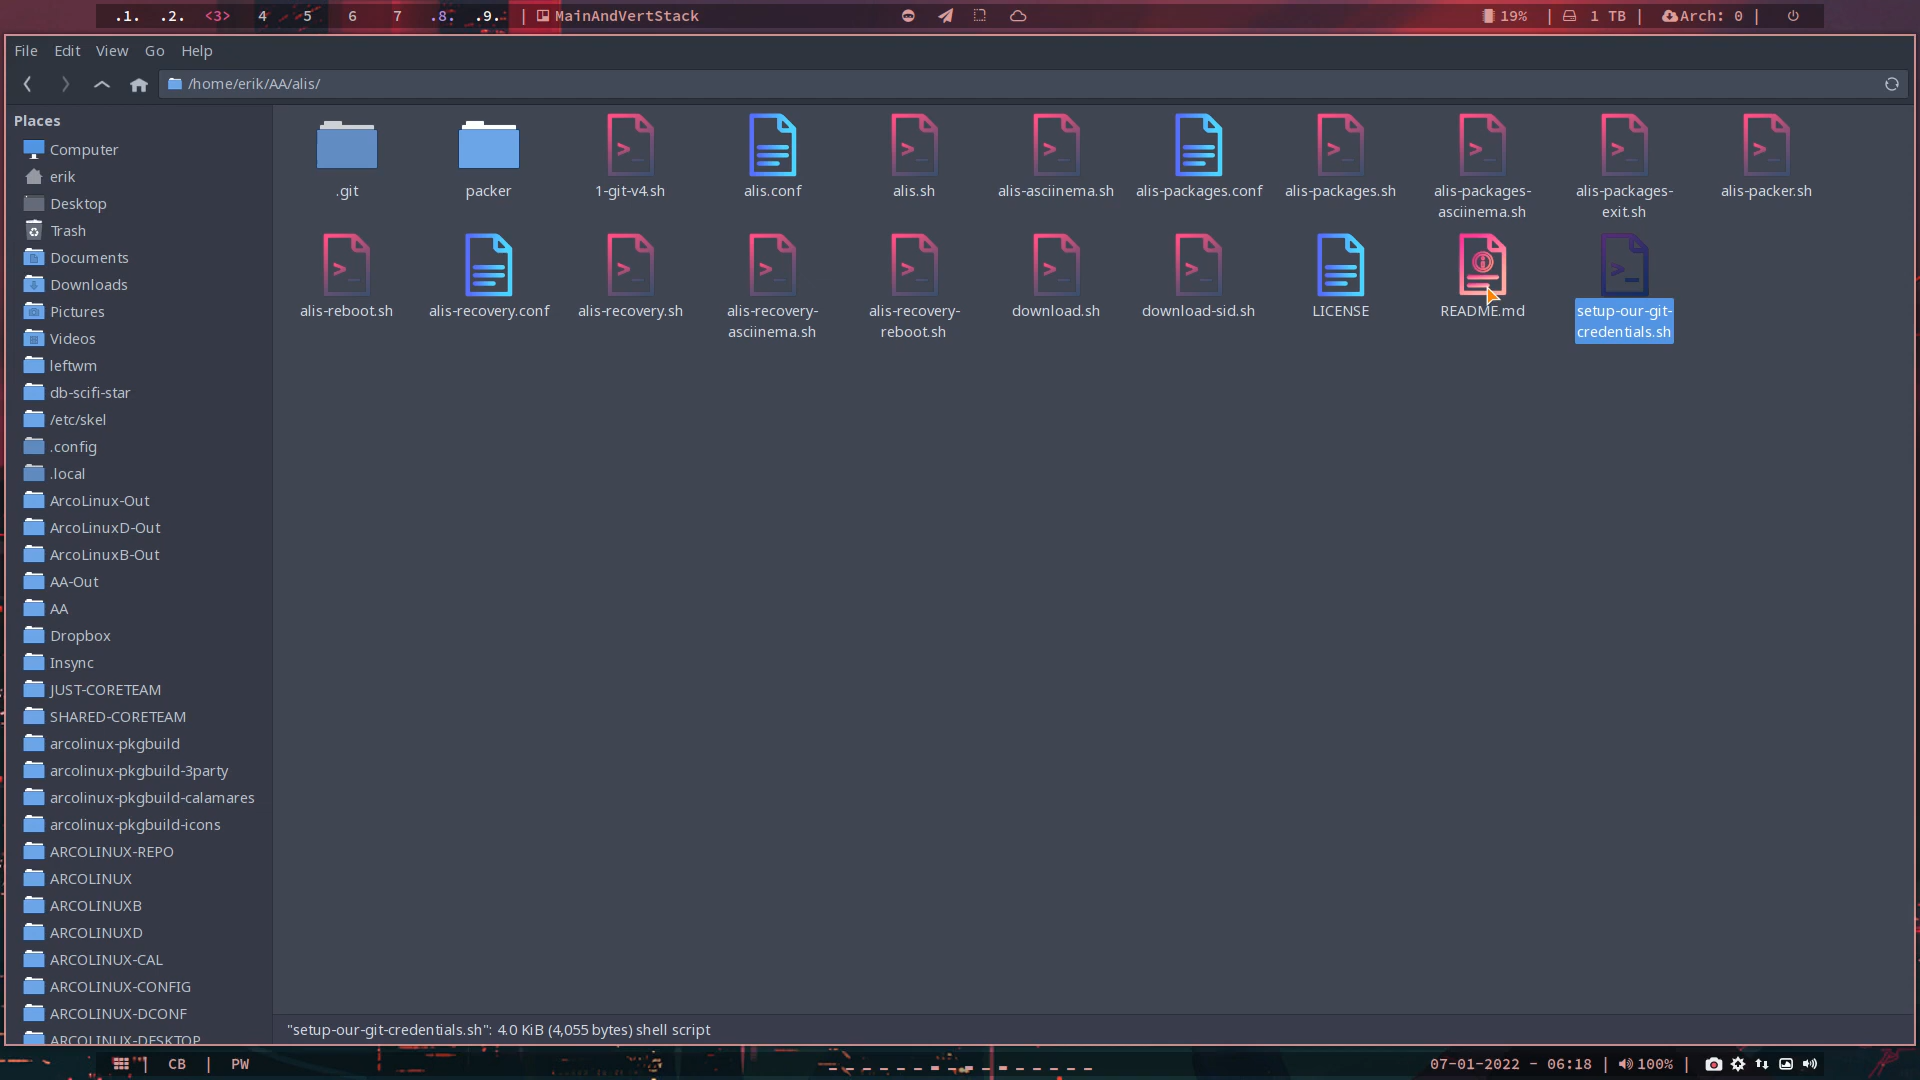 .1. .2. <3> 4 5 6 7 .8. .9. | MainAndVertStack 19% | 1 TB | Arch: 0 |
File Edit View Go Help
/home/erik/AA/alis/
Places
Computer
erik
Desktop
Trash
Documents
Downloads
Pictures
Videos
leftwm
db-scifi-star
/etc/skel
.config
.local
ArcoLinux-Out
ArcoLinuxD-Out
ArcoLinuxB-Out
AA-Out
AA
Dropbox
Insync
JUST-CORETEAM
SHARED-CORETEAM
arcolinux-pkgbuild
arcolinux-pkgbuild-3party
arcolinux-pkgbuild-calamares
arcolinux-pkgbuild-icons
ARCOLINUX-REPO
ARCOLINUX
ARCOLINUXB
ARCOLINUXD
ARCOLINUX-CAL
ARCOLINUX-CONFIG
ARCOLINUX-DCONF
ARCOLINUX-DESKTOP
.git
packer
1-git-v4.sh
alis.conf
alis.sh
alis-asciinema.sh
alis-packages.conf
alis-packages.sh
alis-packages-
asciinema.sh
alis-packages-
exit.sh
alis-packer.sh
alis-reboot.sh
alis-recovery.conf
alis-recovery.sh
alis-recovery-
asciinema.sh
alis-recovery-
reboot.sh
download.sh
download-sid.sh
LICENSE
README.md
setup-our-git-
credentials.sh
"setup-our-git-credentials.sh": 4.0 KiB (4,055 bytes) shell script
| CB | PW 07-01-2022 - 06:18 | 100% |